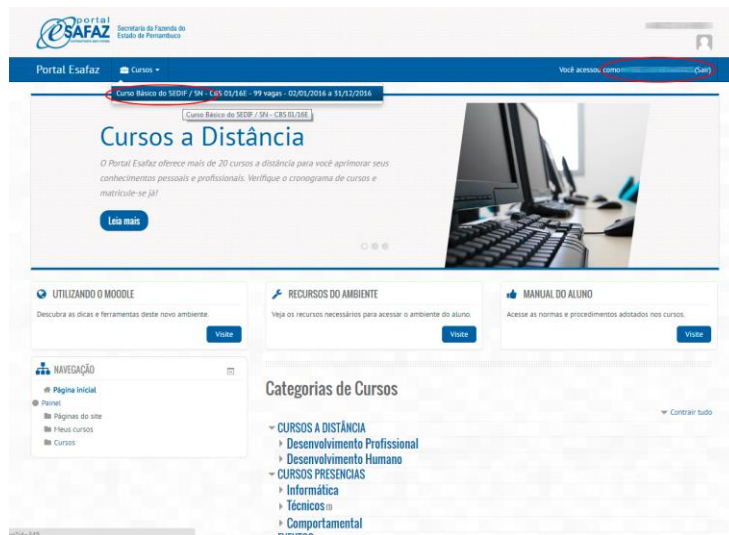 portal
eSAFAZ
Secretaria da Fazenda do
Estado de Pernambuco
Portal Esafaz
Cursos
Você acessou como
(Sair)
Curso Básico do SEDIF / SN - CBS 01/16E - 99 vagas - 02/01/2016 a 31/12/2016
Curso Básico do SEDIF / SN - CBS 01/16E
Cursos a Distância
O Portal Esafaz oferece mais de 20 cursos a distância para você aprimorar seus
conhecimentos pessoais e profissionais. Verifique o cronograma de cursos e
matricule-se já!
Leia mais
UTILIZANDO O MOODLE
Descubra as dicas e ferramentas deste novo ambiente.
Visite
RECURSOS DO AMBIENTE
Veja os recursos necessários para acessar o ambiente do aluno.
Visite
MANUAL DO ALUNO
Acesse as normas e procedimentos adotados nos cursos.
Visite
NAVEGAÇÃO
Página inicial
Painel
Páginas do site
Meus cursos
Cursos
Categorias de Cursos
Contrair tudo
CURSOS A DISTÂNCIA
Desenvolvimento Profissional
Desenvolvimento Humano
CURSOS PRESENCIAS
Informática
Técnicos
Comportamental
EVENTOS